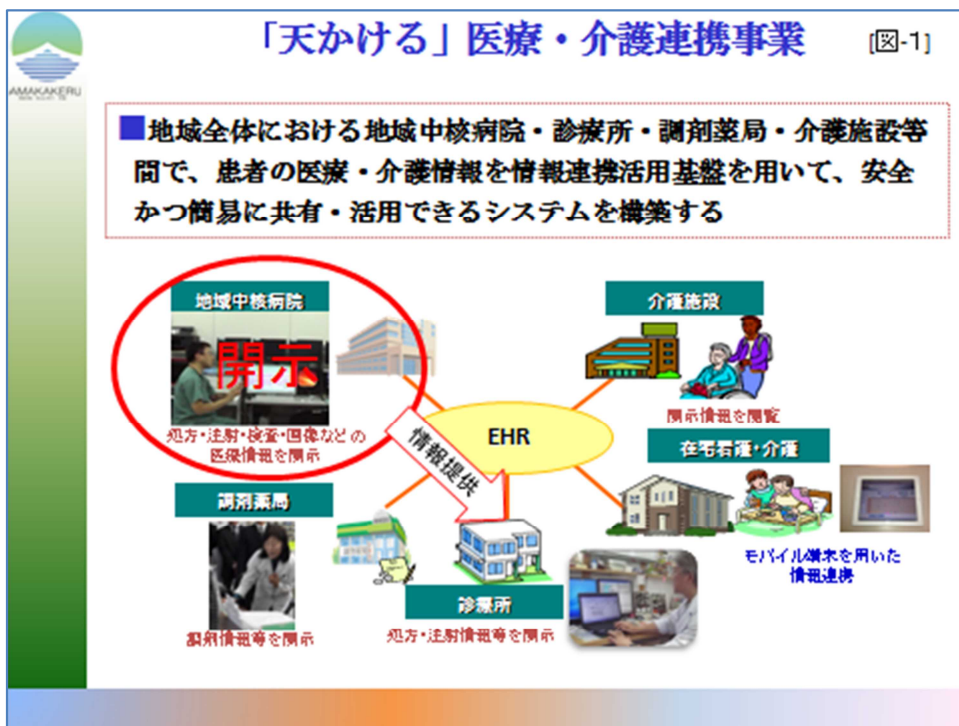 「天かける」医療・介護連携事業
[図-1]
AMAKAKERU
■地域全体における地域中核病院・診療所・調剤薬局・介護施設等
間で、患者の医療・介護情報を情報連携活用基盤を用いて、安全
かつ簡易に共有・活用できるシステムを構築する
地域中核病院
開示
処方・注射・検査・画像などの
医療情報を開示
介護施設
開示情報を閲覧
EHR
情報提供
在宅看護・介護
モバイル端末を用いた
情報連携
調剤薬局
調剤情報等を開示
診療所
処方・注射情報等を開示